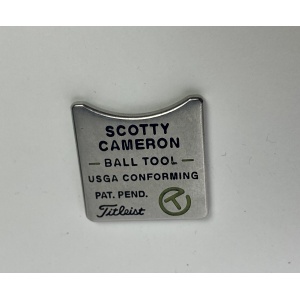 SCOTTY
CAMERON
– BALL TOOL –
USGA CONFORMING
PAT. PEND.
Titleist